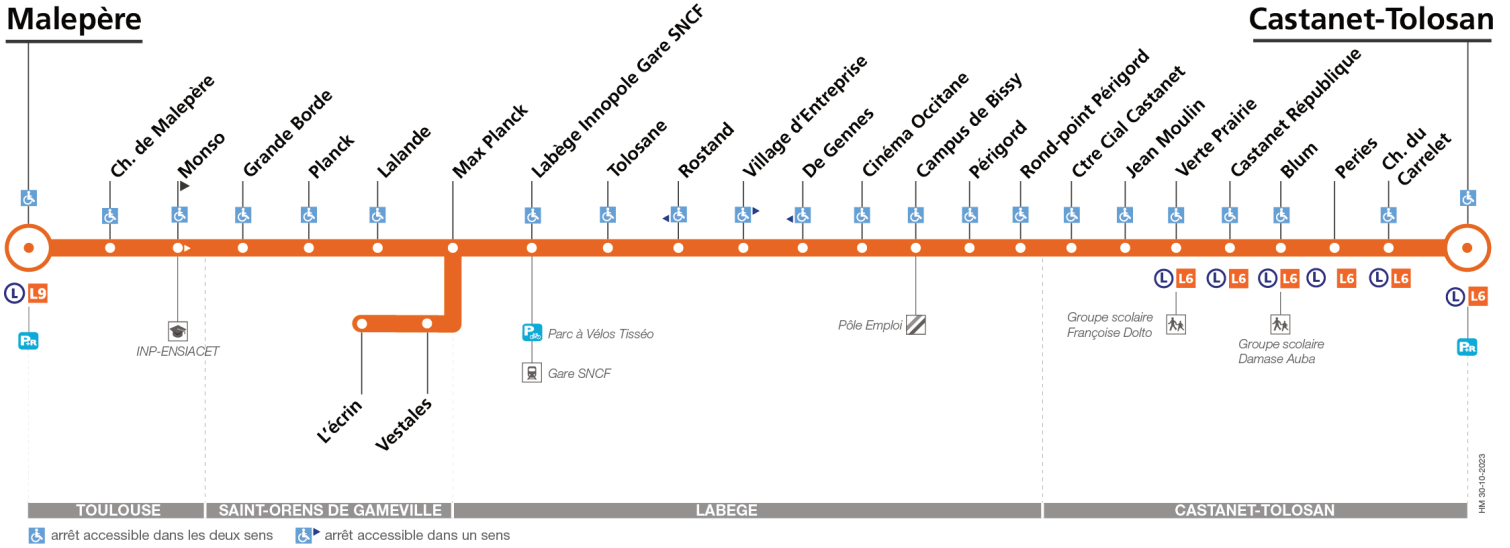 Malepère
Castanet-Tolosan
Ch. de Malepère
Monso
Grande Borde
Planck
Lalande
Max Planck
Labège Innopole Gare SNCF
Tolosane
Rostand
Village d’Entreprise
De Gennes
Cinéma Occitane
Campus de Bissy
Périgord
Rond-point Périgord
Ctre Cial Castanet
Jean Moulin
Verte Prairie
Castanet République
Blum
Peries
Ch. du
Carrelet
L L9
L L6
L L6
L L6
L L6
L L6
L L6
PR
INP-ENSIACET
P Parc à Vélos Tisséo
Gare SNCF
Pôle Emploi
Groupe scolaire
Françoise Dolto
Groupe scolaire
Damase Auba
PR
L’écrin
Vestales
HM 30-10-2023
TOULOUSE
SAINT-ORENS DE GAMEVILLE
LABEGE
CASTANET-TOLOSAN
arrêt accessible dans les deux sens
arrêt accessible dans un sens